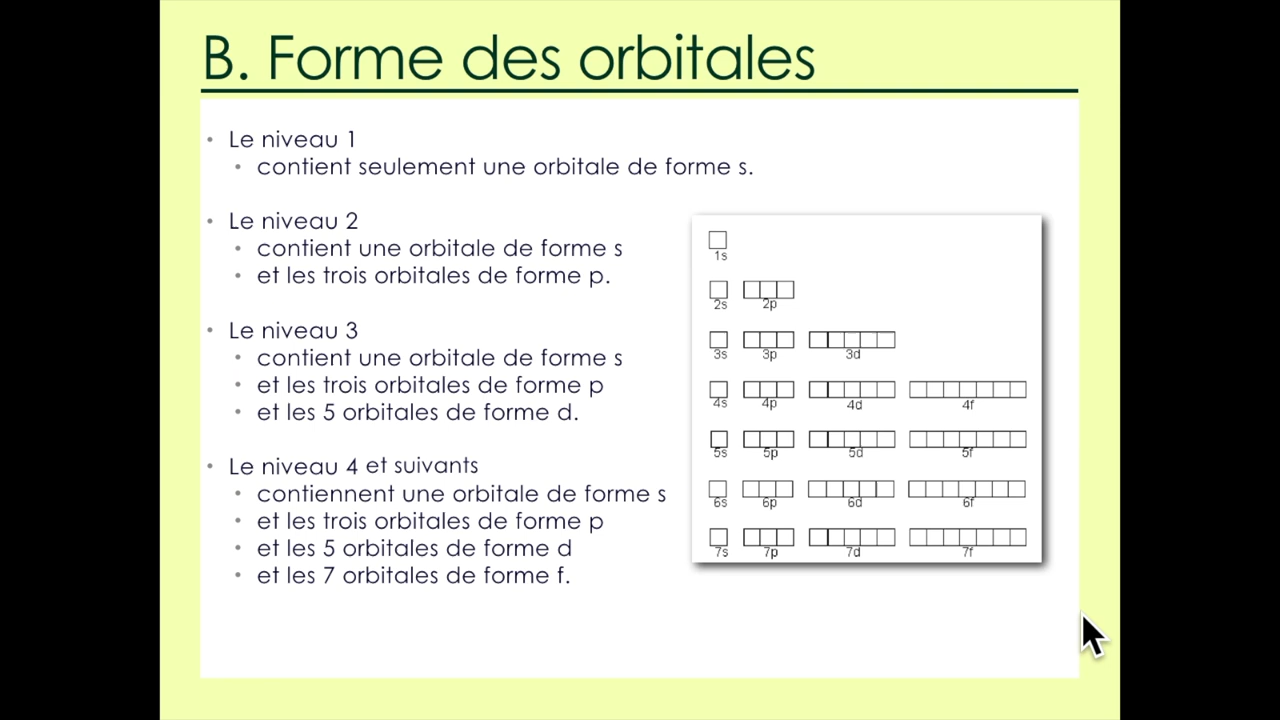 B. Forme des orbitales
• Le niveau 1
• contient seulement une orbitale de forme s.
• Le niveau 2
• contient une orbitale de forme s
• et les trois orbitales de forme p.
• Le niveau 3
• contient une orbitale de forme s
• et les trois orbitales de forme p
• et les 5 orbitales de forme d.
• Le niveau 4 et suivants
• contiennent une orbitale de forme s
• et les trois orbitales de forme p
• et les 5 orbitales de forme d
• et les 7 orbitales de forme f.
1s
2s 2p
3s 3p 3d
4s 4p 4d 4f
5s 5p 5d 5f
6s 6p 6d 6f
7s 7p 7d 7f